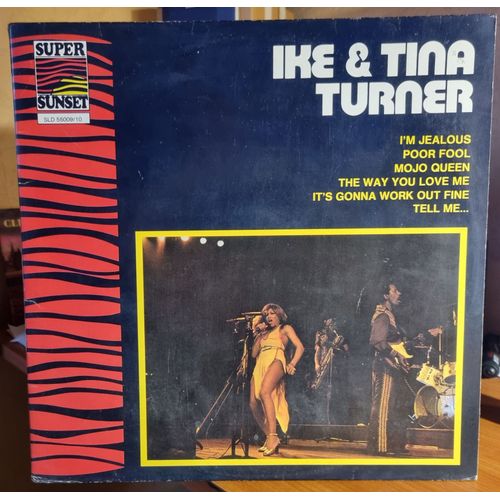 SUPER
SUNSET
SLD 55009/10
IKE & TINA
TURNER
I'M JEALOUS
POOR FOOL
MOJO QUEEN
THE WAY YOU LOVE ME
IT'S GONNA WORK OUT FINE
TELL ME...